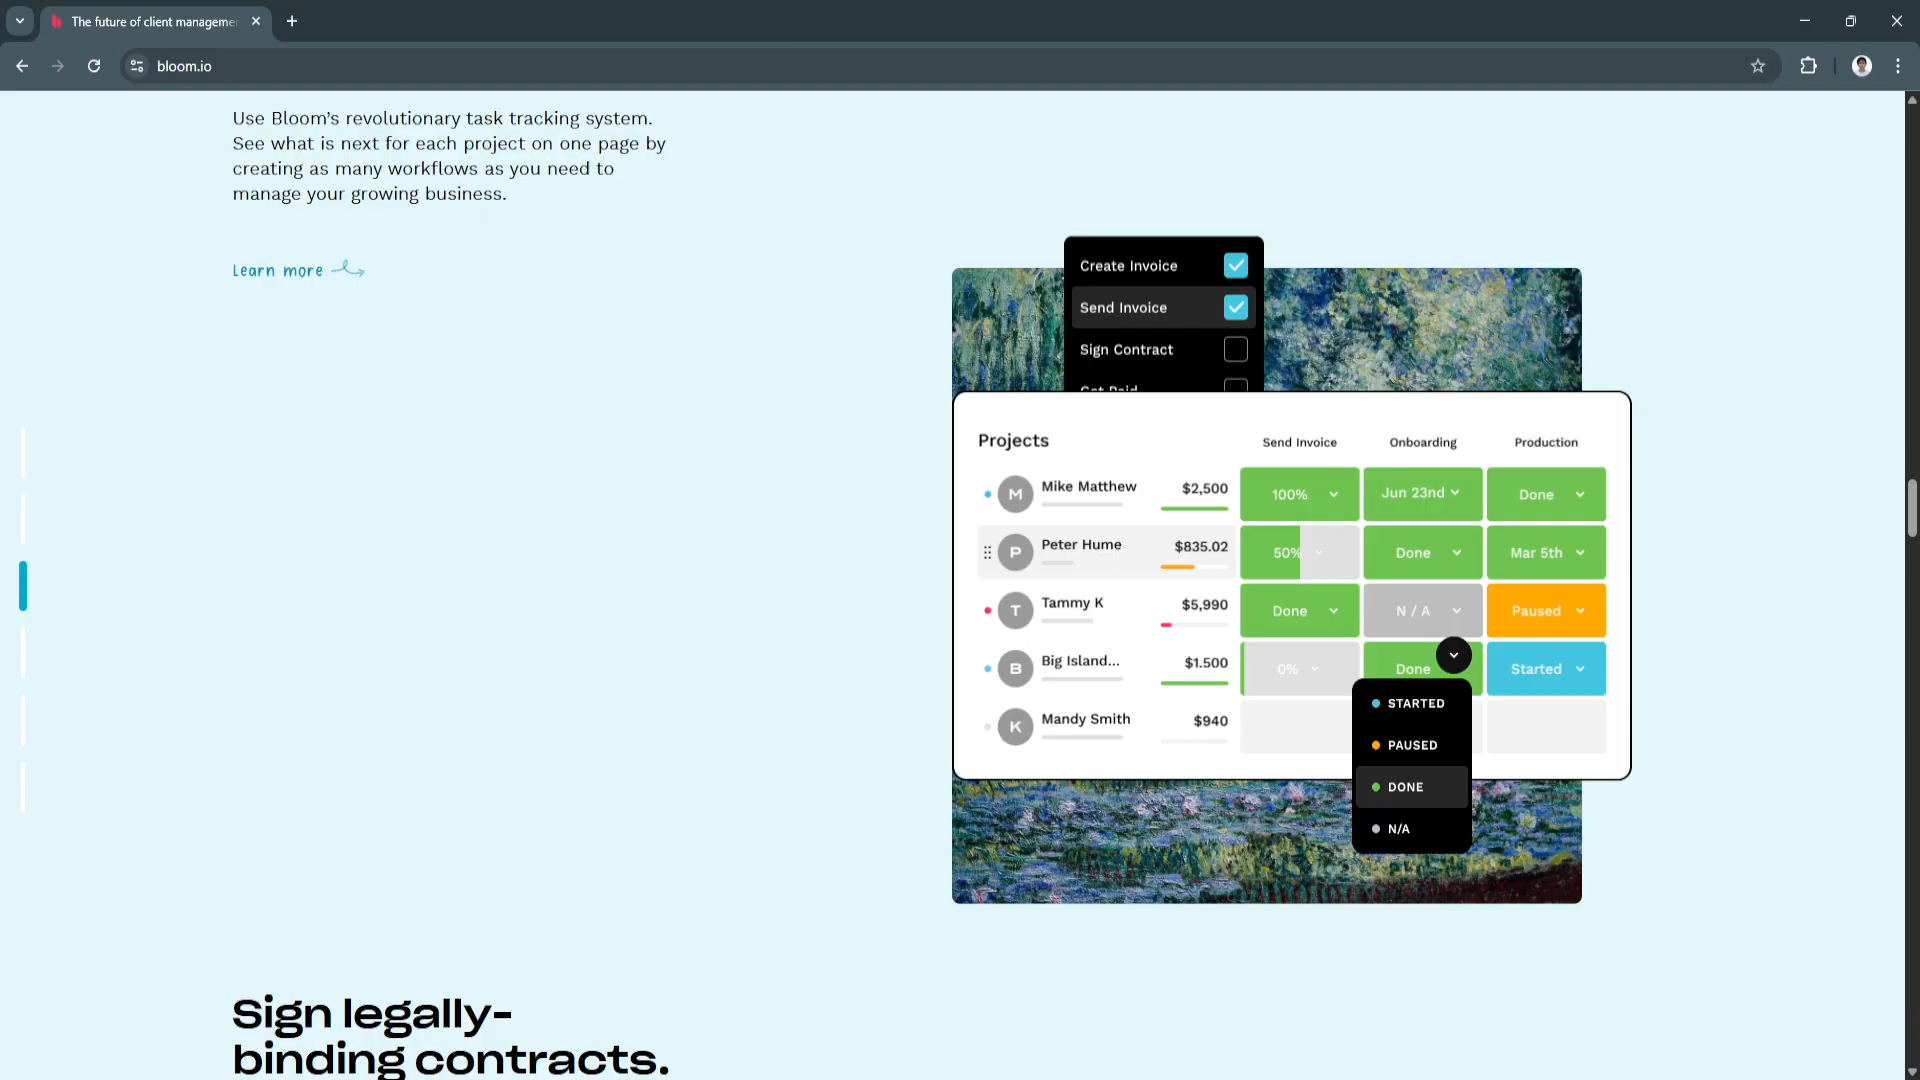 The future of client manageme
bloom.io
Use Bloom’s revolutionary task tracking system.
See what is next for each project on one page by
creating as many workflows as you need to
manage your growing business.
Learn more
Create Invoice
Send Invoice
Sign Contract
Get Paid
Projects Send Invoice Onboarding Production
M Mike Matthew $2,500 100% Jun 23nd Done
P Peter Hume $835.02 50% Done Mar 5th
T Tammy K $5,990 Done N / A Paused
B Big Island... $1.500 0% Done Started
K Mandy Smith $940
STARTED
PAUSED
DONE
N/A
Sign legally-
binding contracts.